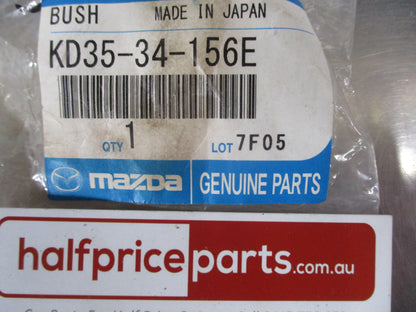 BUSH MADE IN JAPAN
KD35-34-156E
QTY 1 LOT 7F05
mazda GENUINE PARTS
halfpriceparts.com.au